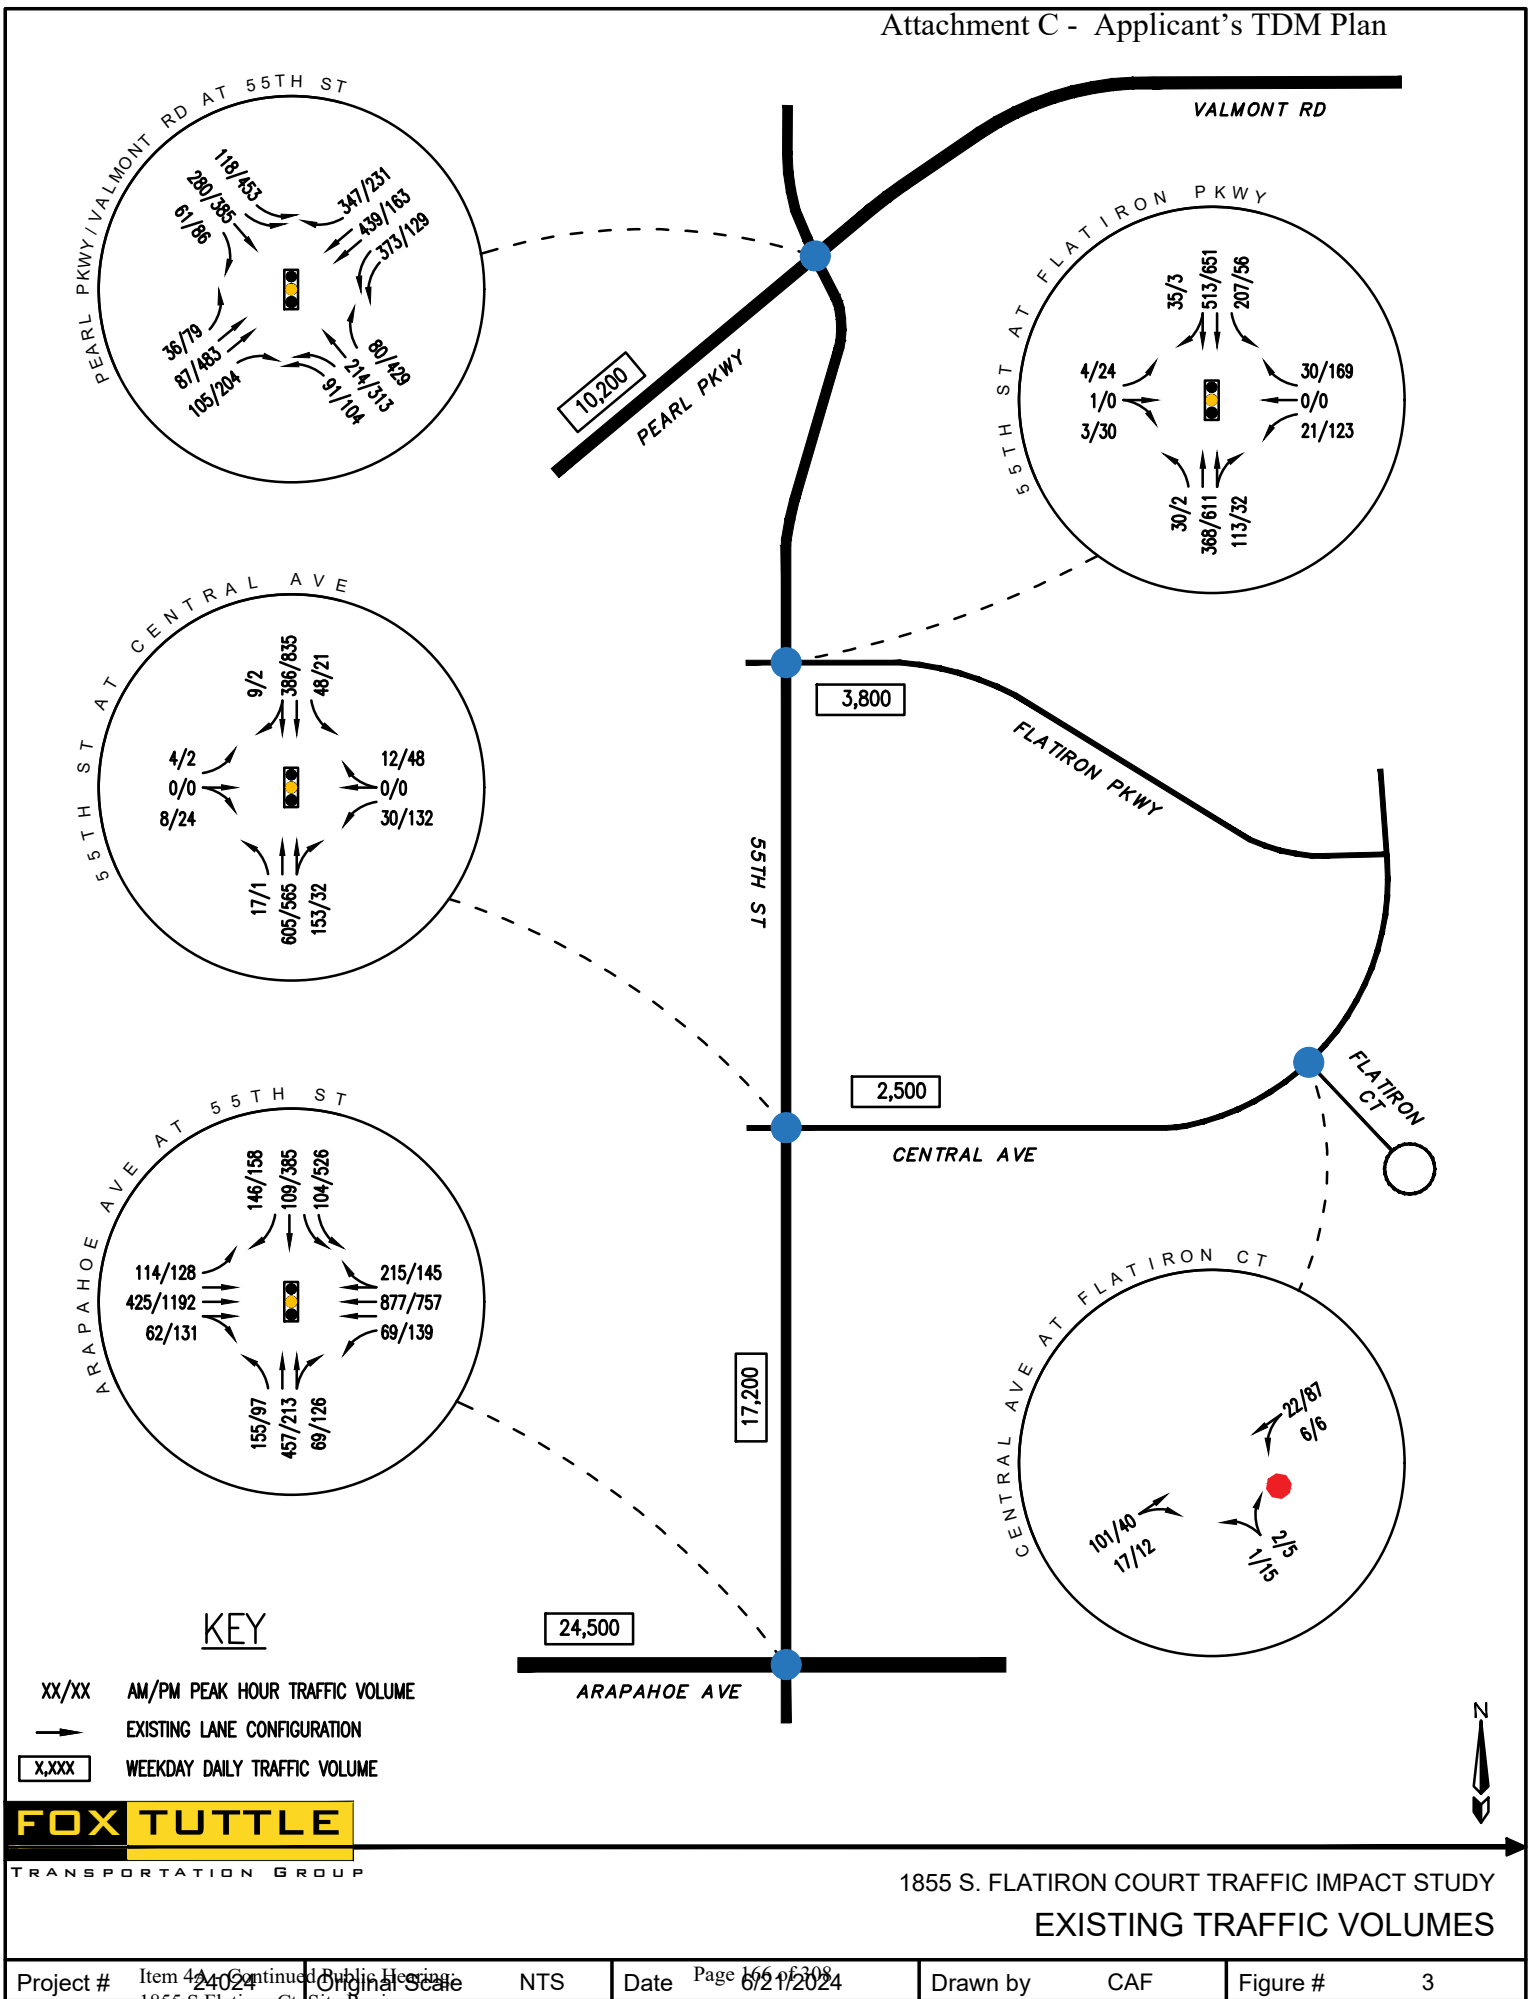 Attachment C - Applicant's TDM Plan
VALMONT RD
PEARL PKWY/VALMONT RD AT 55TH ST
118/453
280/385
61/86
347/231
439/163
373/129
36/79
87/483
105/204
80/429
214/313
91/104
10,200
PEARL PKWY
55TH ST AT FLATIRON PKWY
35/3
513/651
207/56
4/24
1/0
3/30
30/169
0/0
21/123
30/2
368/611
113/32
55TH ST AT CENTRAL AVE
9/2
386/835
48/21
4/2
0/0
8/24
12/48
0/0
30/132
17/1
605/565
153/32
3,800
FLATIRON PKWY
55TH ST
2,500
CENTRAL AVE
FLATIRON
CT
ARAPAHOE AVE AT 55TH ST
146/158
109/385
104/526
114/128
425/1192
62/131
215/145
877/757
69/139
155/97
457/213
69/126
17,200
CENTRAL AVE AT FLATIRON CT
22/87
6/6
101/40
17/12
2/5
1/15
24,500
ARAPAHOE AVE
KEY
XX/XX AM/PM PEAK HOUR TRAFFIC VOLUME
EXISTING LANE CONFIGURATION
X,XXX WEEKDAY DAILY TRAFFIC VOLUME
N
FOX TUTTLE
TRANSPORTATION GROUP
1855 S. FLATIRON COURT TRAFFIC IMPACT STUDY
EXISTING TRAFFIC VOLUMES
Project # 24024 Original Scale NTS Date 6/21/2024 Drawn by CAF Figure # 3
Item 4A - Continued Public Hearing: Page 166 of 308